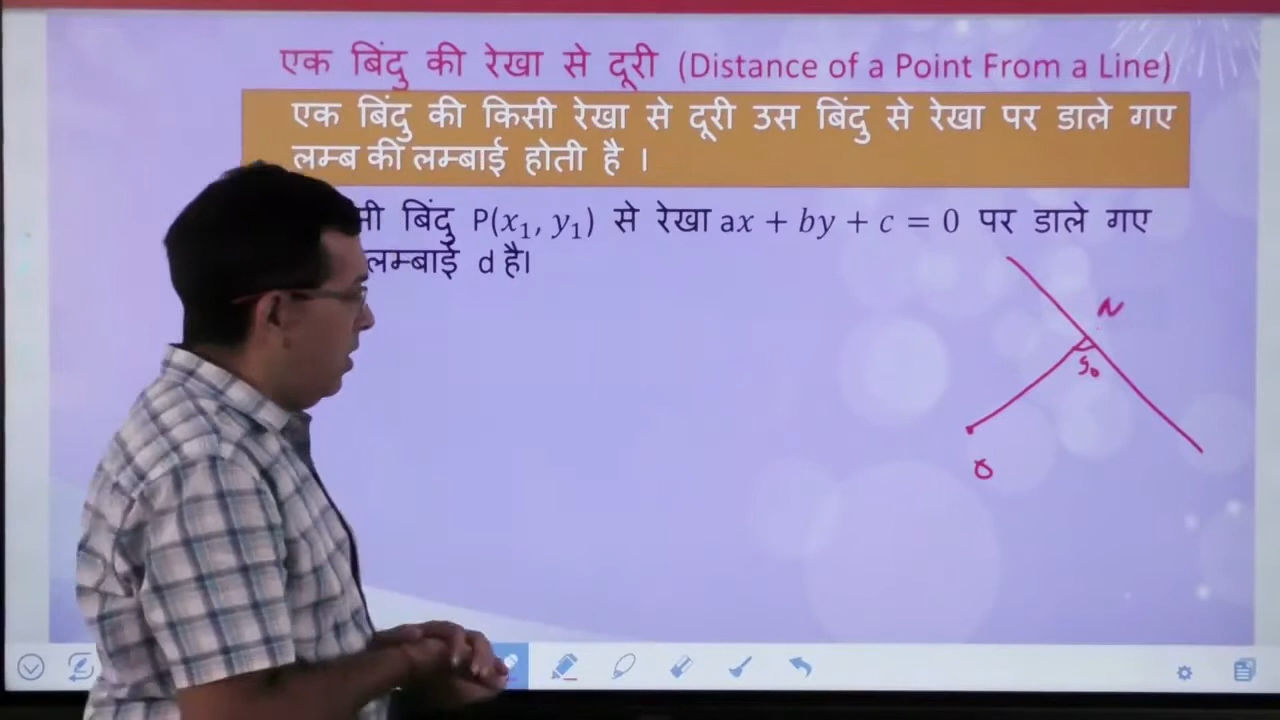 एक बिंदु की रेखा से दूरी (Distance of a Point From a Line)
एक बिंदु की किसी रेखा से दूरी उस बिंदु से रेखा पर डाले गए
लम्ब की लम्बाई होती है ।
बिंदु P(x₁, y₁) से रेखा ax + by + c = 0 पर डाले गए
लम्बाई d है।
N
90